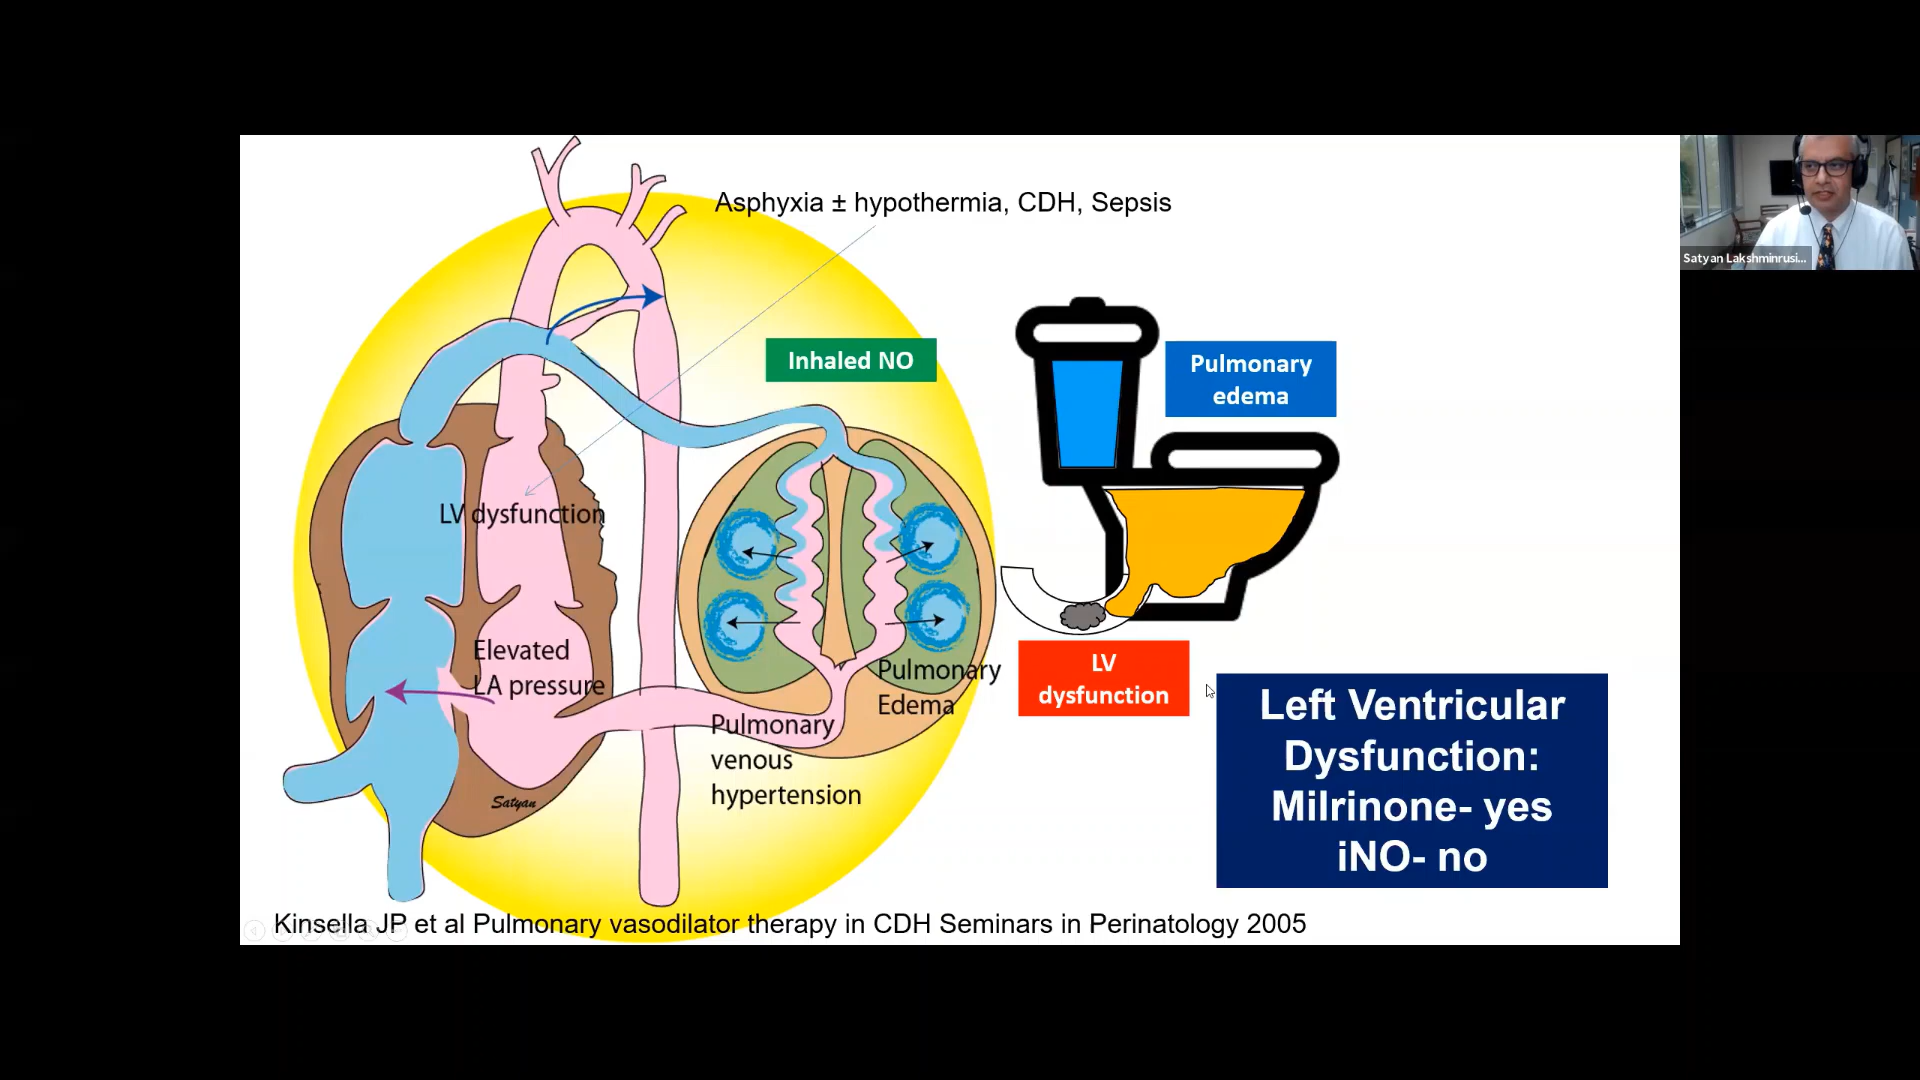 Asphyxia ± hypothermia, CDH, Sepsis
Satyan Lakshminrusi...
Inhaled NO
Pulmonary
edema
LV dysfunction
Elevated
LA pressure
Pulmonary
Edema
Pulmonary
venous
hypertension
LV
dysfunction
Left Ventricular
Dysfunction:
Milrinone- yes
iNO- no
Satyan
Kinsella JP et al Pulmonary vasodilator therapy in CDH Seminars in Perinatology 2005